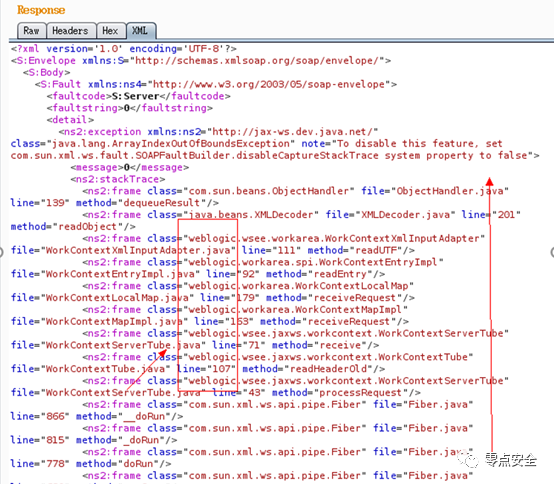 Response
Raw Headers Hex XML
<?xml version='1.0' encoding='UTF-8'?>
<S:Envelope xmlns:S="http://schemas.xmlsoap.org/soap/envelope/">
<S:Body>
<S:Fault xmlns:ns4="http://www.w3.org/2003/05/soap-envelope">
<faultcode>S:Server</faultcode>
<faultstring>0</faultstring>
<detail>
<ns2:exception xmlns:ns2="http://jax-ws.dev.java.net/"
class="java.lang.ArrayIndexOutOfBoundsException" note="To disable this feature, set
com.sun.xml.ws.fault.SOAPFaultBuilder.disableCaptureStackTrace system property to false">
<message>0</message>
<ns2:stackTrace>
<ns2:frame class="com.sun.beans.ObjectHandler" file="ObjectHandler.java"
line="139" method="dequeueResult"/>
<ns2:frame class="java.beans.XMLDecoder" file="XMLDecoder.java" line="201"
method="readObject"/>
<ns2:frame class="weblogic.wsee.workarea.WorkContextXmlInputAdapter"
file="WorkContextXmlInputAdapter.java" line="111" method="readUTF"/>
<ns2:frame class="weblogic.workarea.spi.WorkContextEntryImpl"
file="WorkContextEntryImpl.java" line="92" method="readEntry"/>
<ns2:frame class="weblogic.workarea.WorkContextLocalMap"
file="WorkContextLocalMap.java" line="179" method="receiveRequest"/>
<ns2:frame class="weblogic.workarea.WorkContextMapImpl"
file="WorkContextMapImpl.java" line="163" method="receiveRequest"/>
<ns2:frame class="weblogic.wsee.jaxws.workcontext.WorkContextServerTube"
file="WorkContextServerTube.java" line="71" method="receive"/>
<ns2:frame class="weblogic.wsee.jaxws.workcontext.WorkContextTube"
file="WorkContextTube.java" line="107" method="readHeaderOld"/>
<ns2:frame class="weblogic.wsee.jaxws.workcontext.WorkContextServerTube"
file="WorkContextServerTube.java" line="43" method="processRequest"/>
<ns2:frame class="com.sun.xml.ws.api.pipe.Fiber" file="Fiber.java"
line="866" method="__doRun"/>
<ns2:frame class="com.sun.xml.ws.api.pipe.Fiber" file="Fiber.java"
line="815" method="_doRun"/>
<ns2:frame class="com.sun.xml.ws.api.pipe.Fiber" file="Fiber.java"
line="778" method="doRun"/>
<ns2:frame class="com.sun.xml.ws.api.pipe.Fiber" file="Fiber.java"
零点安全